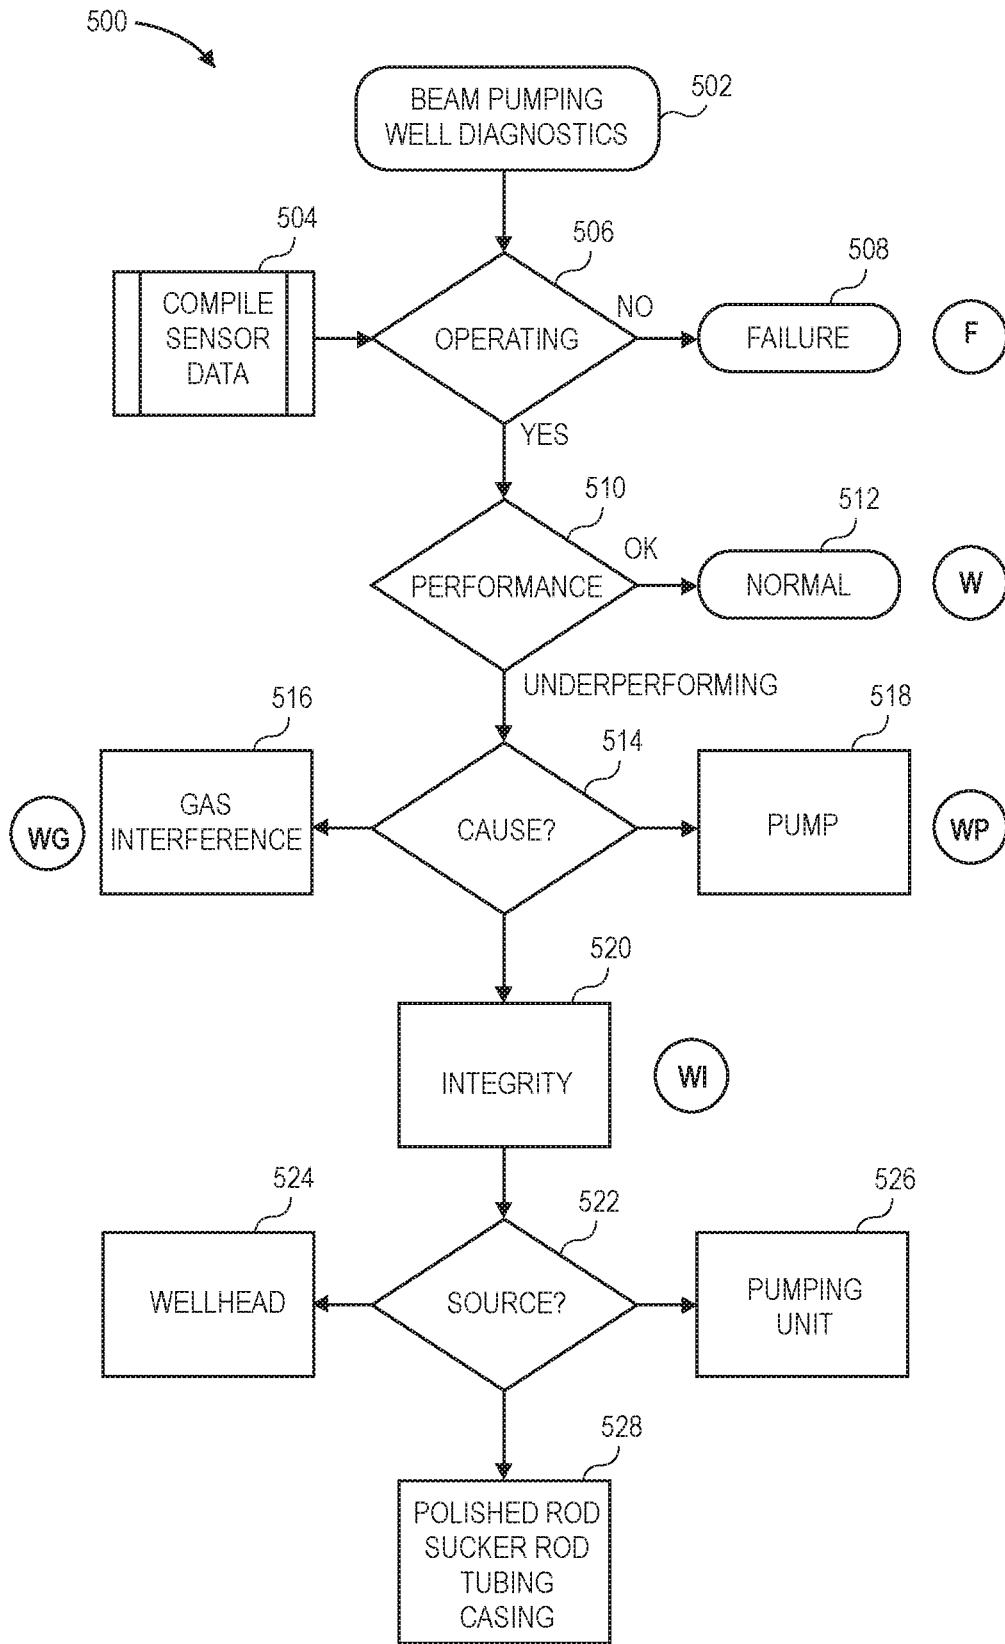 500
BEAM PUMPING
WELL DIAGNOSTICS
502
504
COMPILE
SENSOR
DATA
506
OPERATING
NO
508
FAILURE
F
YES
510
PERFORMANCE
OK
512
NORMAL
W
UNDERPERFORMING
516
GAS
INTERFERENCE
WG
514
CAUSE?
518
PUMP
WP
520
INTEGRITY
WI
524
WELLHEAD
522
SOURCE?
526
PUMPING
UNIT
528
POLISHED ROD
SUCKER ROD
TUBING
CASING